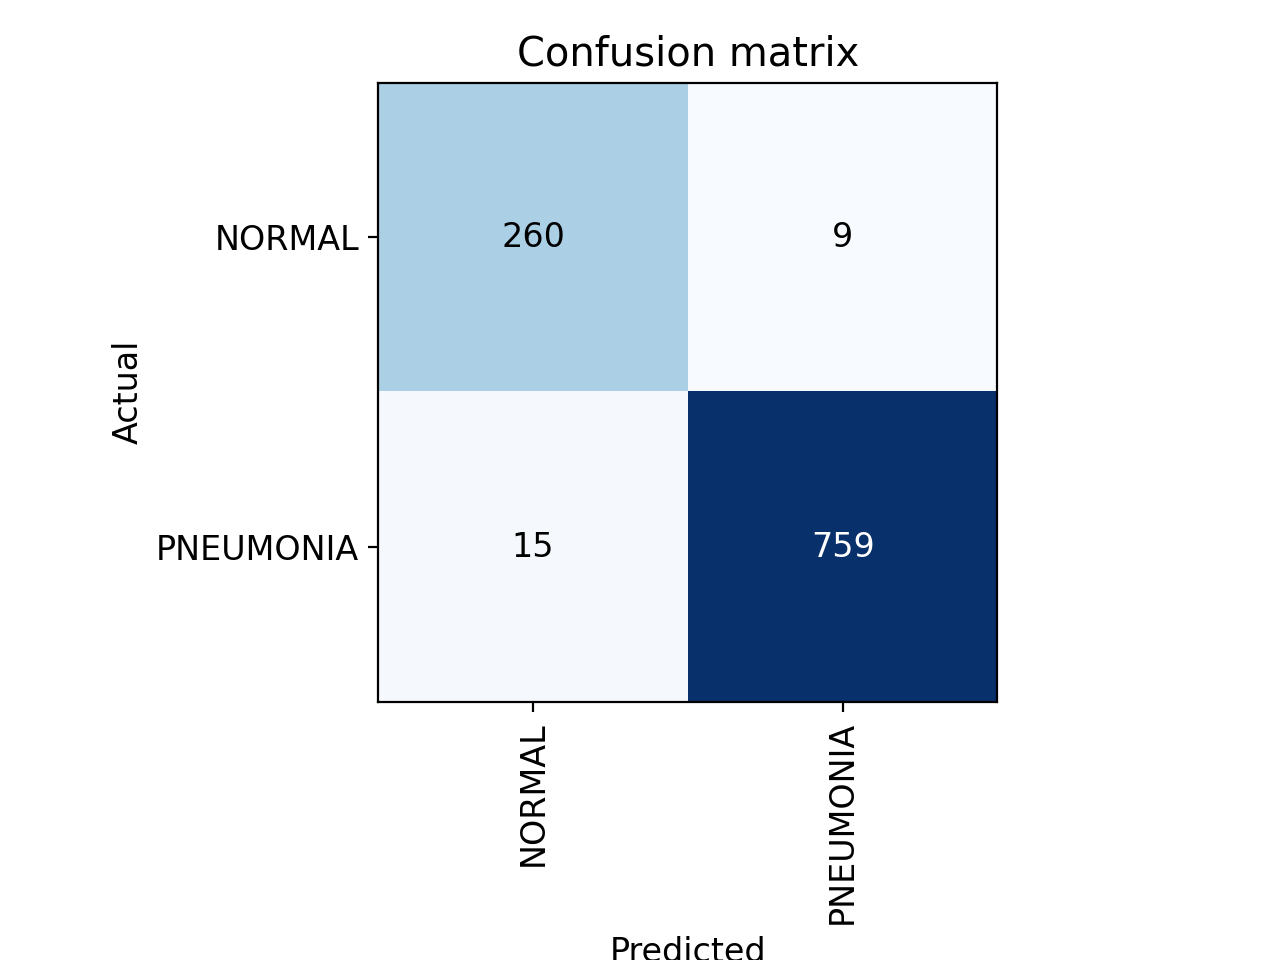 Confusion matrix
NORMAL
260
9
Actual
PNEUMONIA
15
759
NORMAL
PNEUMONIA
Predicted